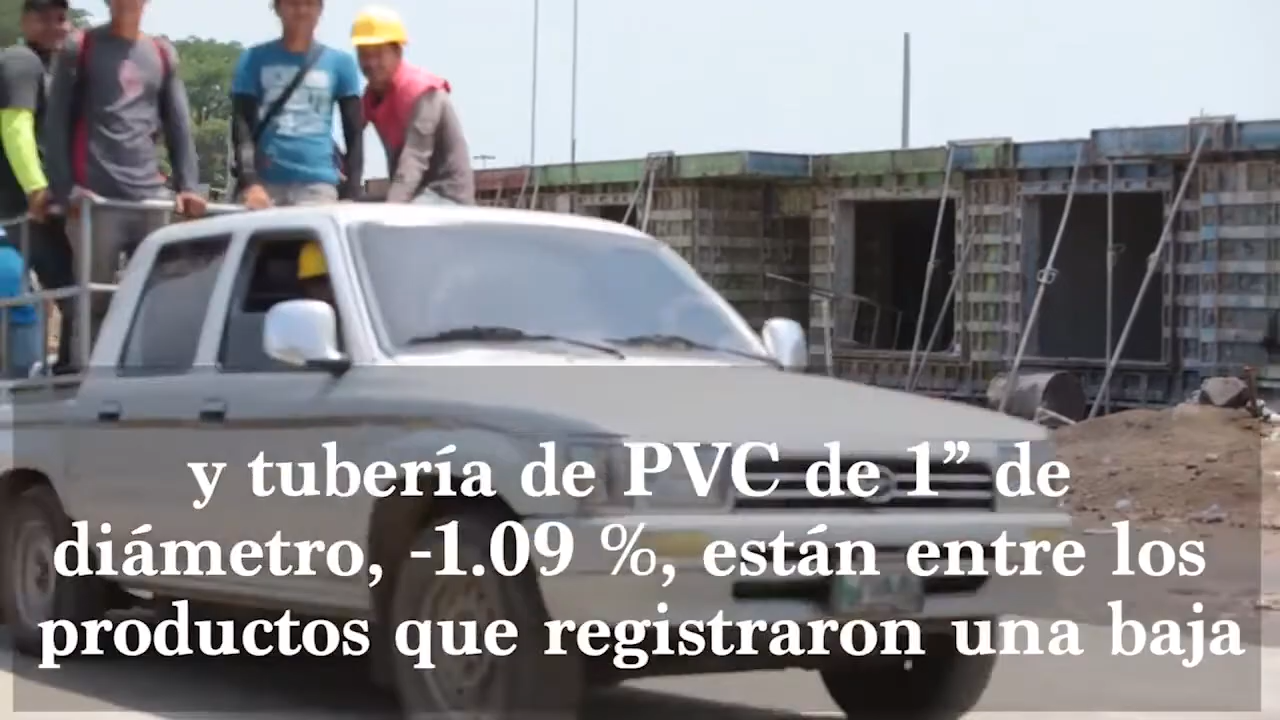 y tubería de PVC de 1” de
diámetro, -1.09 %, están entre los
productos que registraron una baja